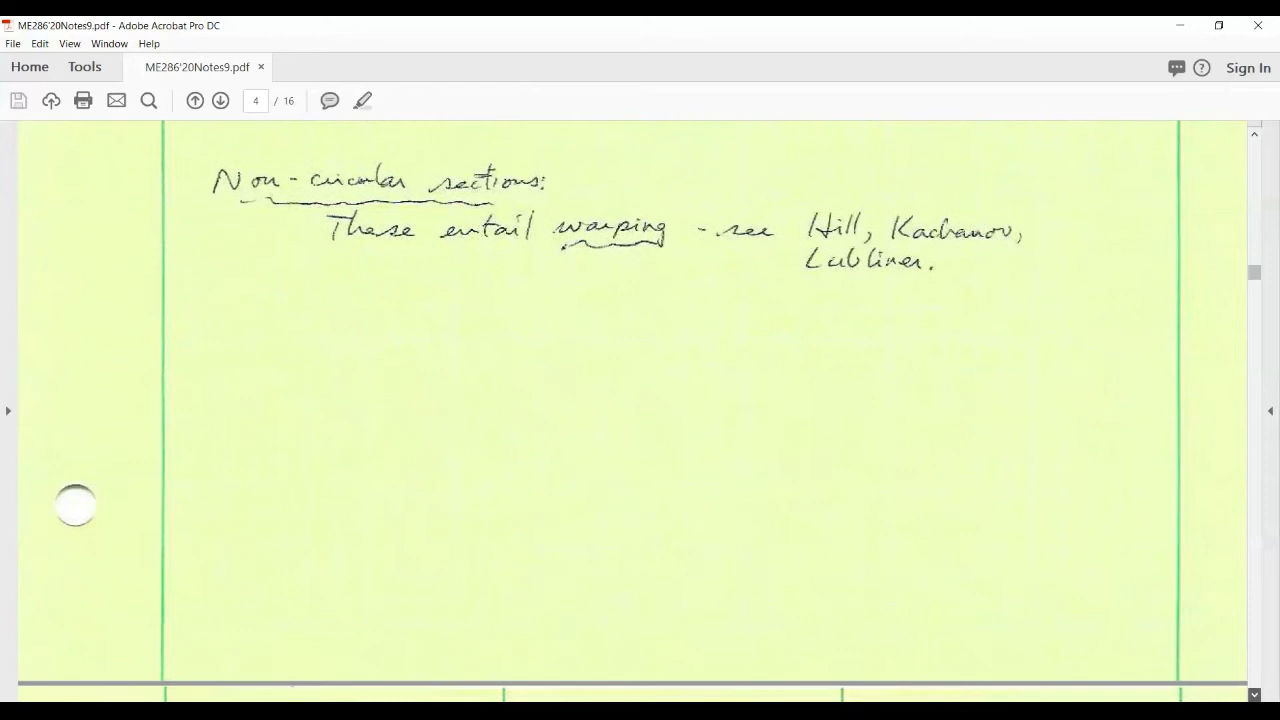 ME286'20Notes9.pdf - Adobe Acrobat Pro DC
File Edit View Window Help
Home Tools ME286'20Notes9.pdf × Sign In
4 / 16
Non-circular sections:
These entail warping - see Hill, Kachanov,
Lubliner.